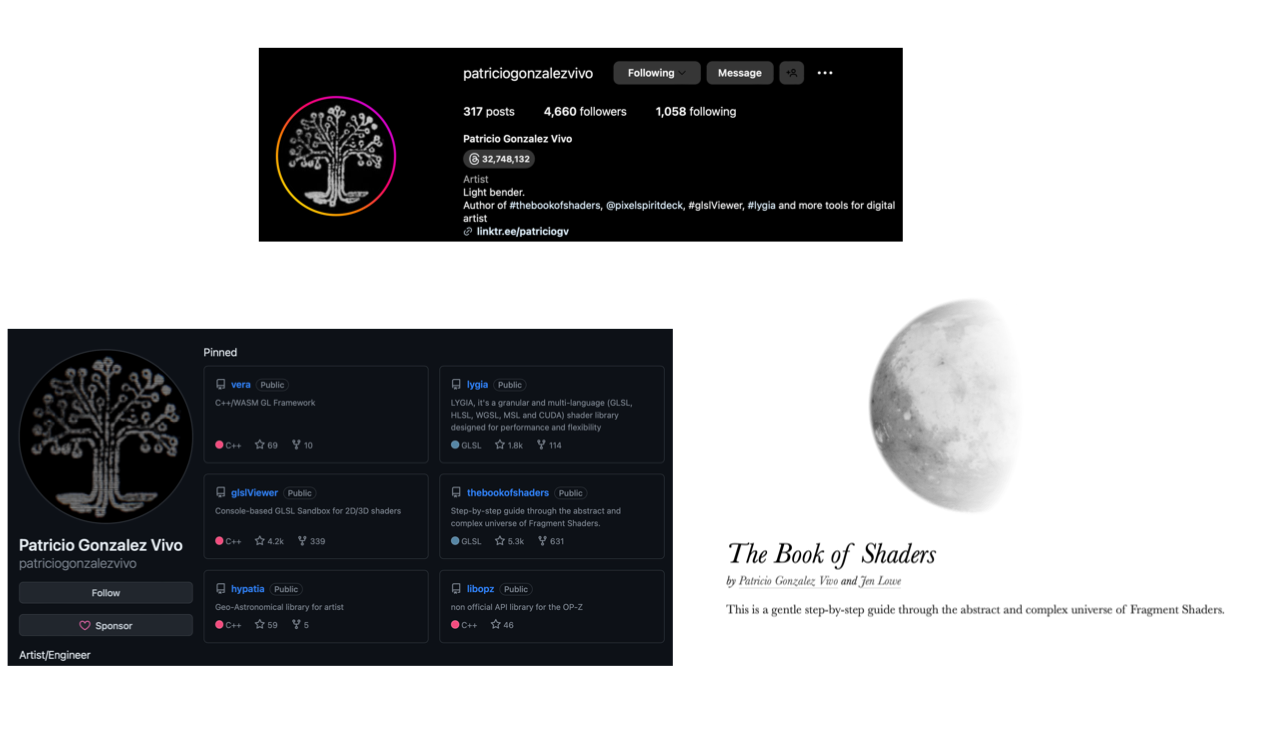 patriciogonzalezvivo Following Message
317 posts 4,660 followers 1,058 following
Patricio Gonzalez Vivo
32,748,132
Artist
Light bender.
Author of #thebookofshaders, @pixelspiritdeck, #glslViewer, #lygia and more tools for digital
artist
linktr.ee/patriciogv
Patricio Gonzalez Vivo
patriciogonzalezvivo
Follow
Sponsor
Artist/Engineer
Pinned
vera Public
C++/WASM GL Framework
C++ 69 10
lygia Public
LYGIA, it's a granular and multi-language (GLSL,
HLSL, WGSL, MSL and CUDA) shader library
designed for performance and flexibility
GLSL 1.8k 114
glslViewer Public
Console-based GLSL Sandbox for 2D/3D shaders
C++ 4.2k 339
thebookofshaders Public
Step-by-step guide through the abstract and
complex universe of Fragment Shaders.
GLSL 5.3k 631
hypatia Public
Geo-Astronomical library for artist
C++ 59 5
libopz Public
non official API library for the OP-Z
C++ 46
The Book of Shaders
by Patricio Gonzalez Vivo and Jen Lowe
This is a gentle step-by-step guide through the abstract and complex universe of Fragment Shaders.